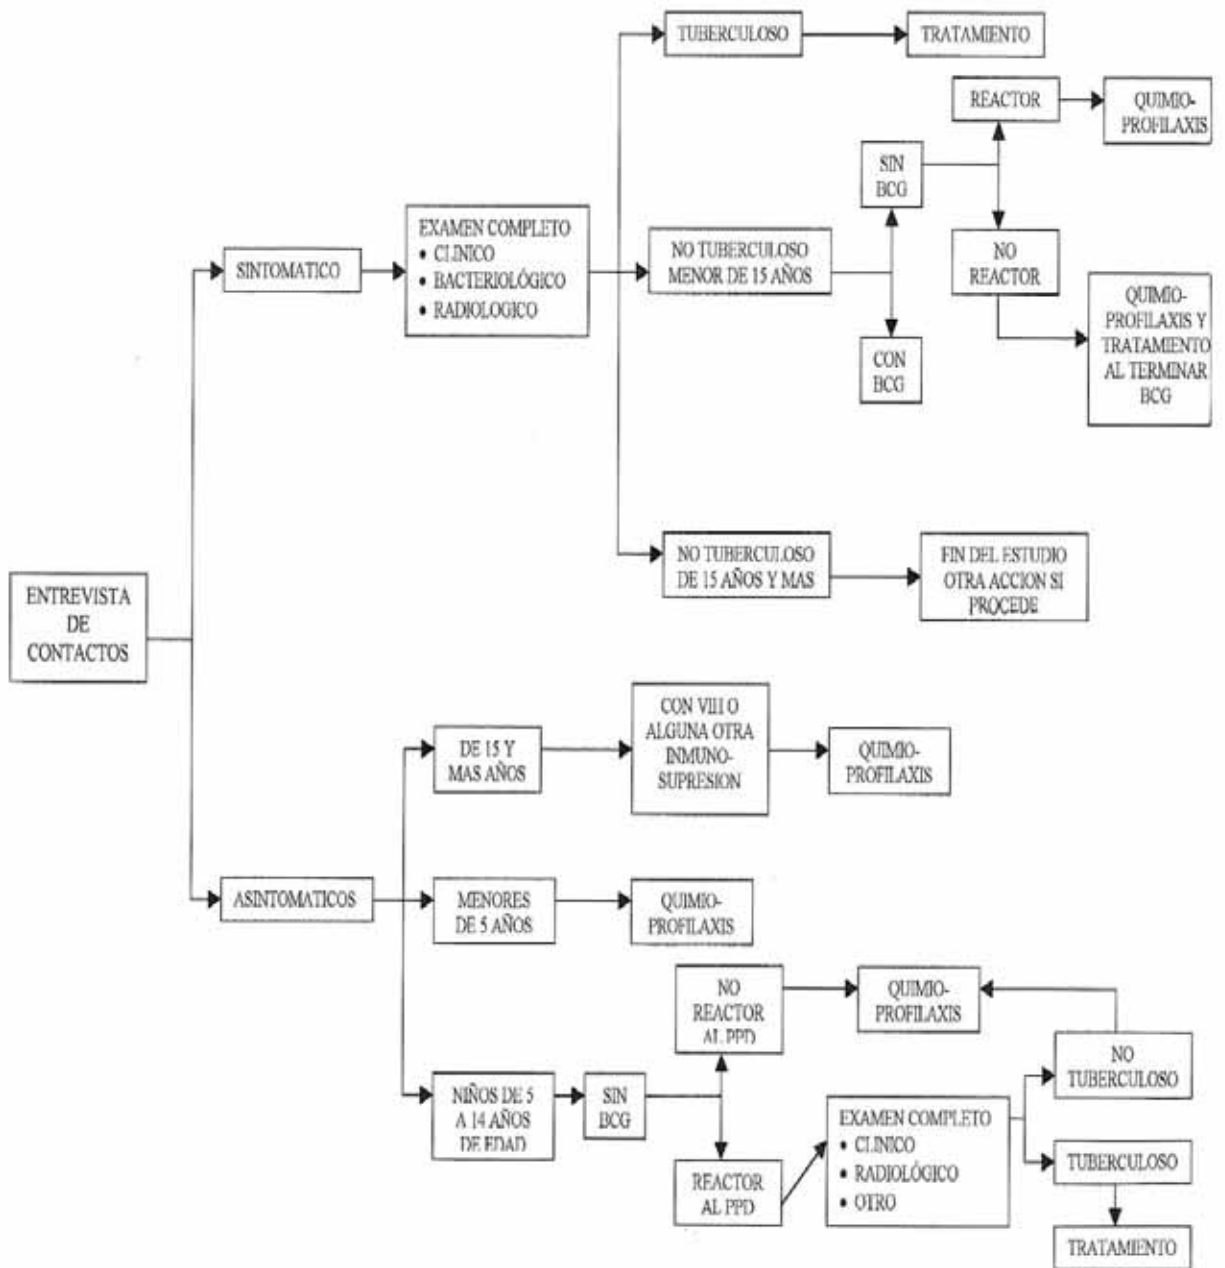 TUBERCULOSO
TRATAMIENTO
REACTOR
QUIMIO-
PROFILAXIS
SIN
BCG
EXAMEN COMPLETO
• CLINICO
• BACTERIOLÓGICO
• RADIOLOGICO
SINTOMATICO
NO TUBERCULOSO
MENOR DE 15 AÑOS
NO
REACTOR
QUIMIO-
PROFILAXIS Y
TRATAMIENTO
AL TERMINAR
BCG
CON
BCG
NO TUBERCULOSO
DE 15 AÑOS Y MAS
FIN DEL ESTUDIO
OTRA ACCION SI
PROCEDE
ENTREVISTA
DE
CONTACTOS
DE 15 Y
MAS AÑOS
CON VIH O
ALGUNA OTRA
INMUNO-
SUPRESION
QUIMIO-
PROFILAXIS
ASINTOMATICOS
MENORES
DE 5 AÑOS
QUIMIO-
PROFILAXIS
NO
REACTOR
AL PPD
QUIMIO-
PROFILAXIS
NO
TUBERCULOSO
NIÑOS DE 5
A 14 AÑOS
DE EDAD
SIN
BCG
EXAMEN COMPLETO
• CLINICO
• RADIOLÓGICO
• OTRO
TUBERCULOSO
REACTOR
AL PPD
TRATAMIENTO